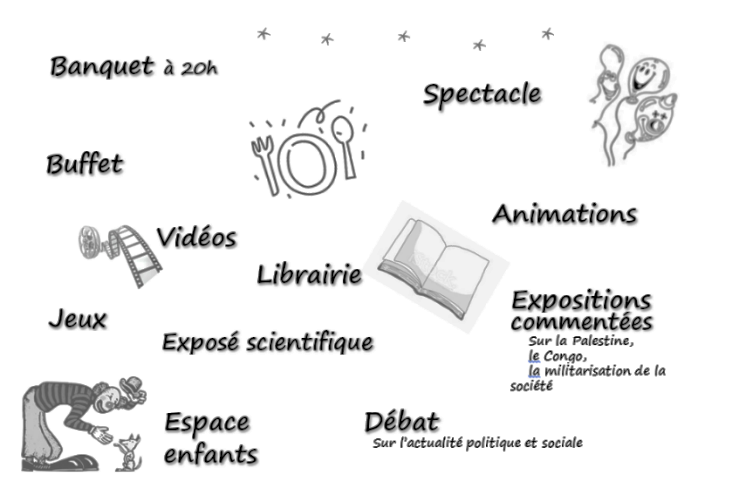 Banquet à 20h
Spectacle
Buffet
Animations
Vidéos
Librairie
Expositions
commentées
Sur la Palestine,
le Congo,
la militarisation de la
société
Jeux
Exposé scientifique
Espace
enfants
Débat
Sur l'actualité politique et sociale